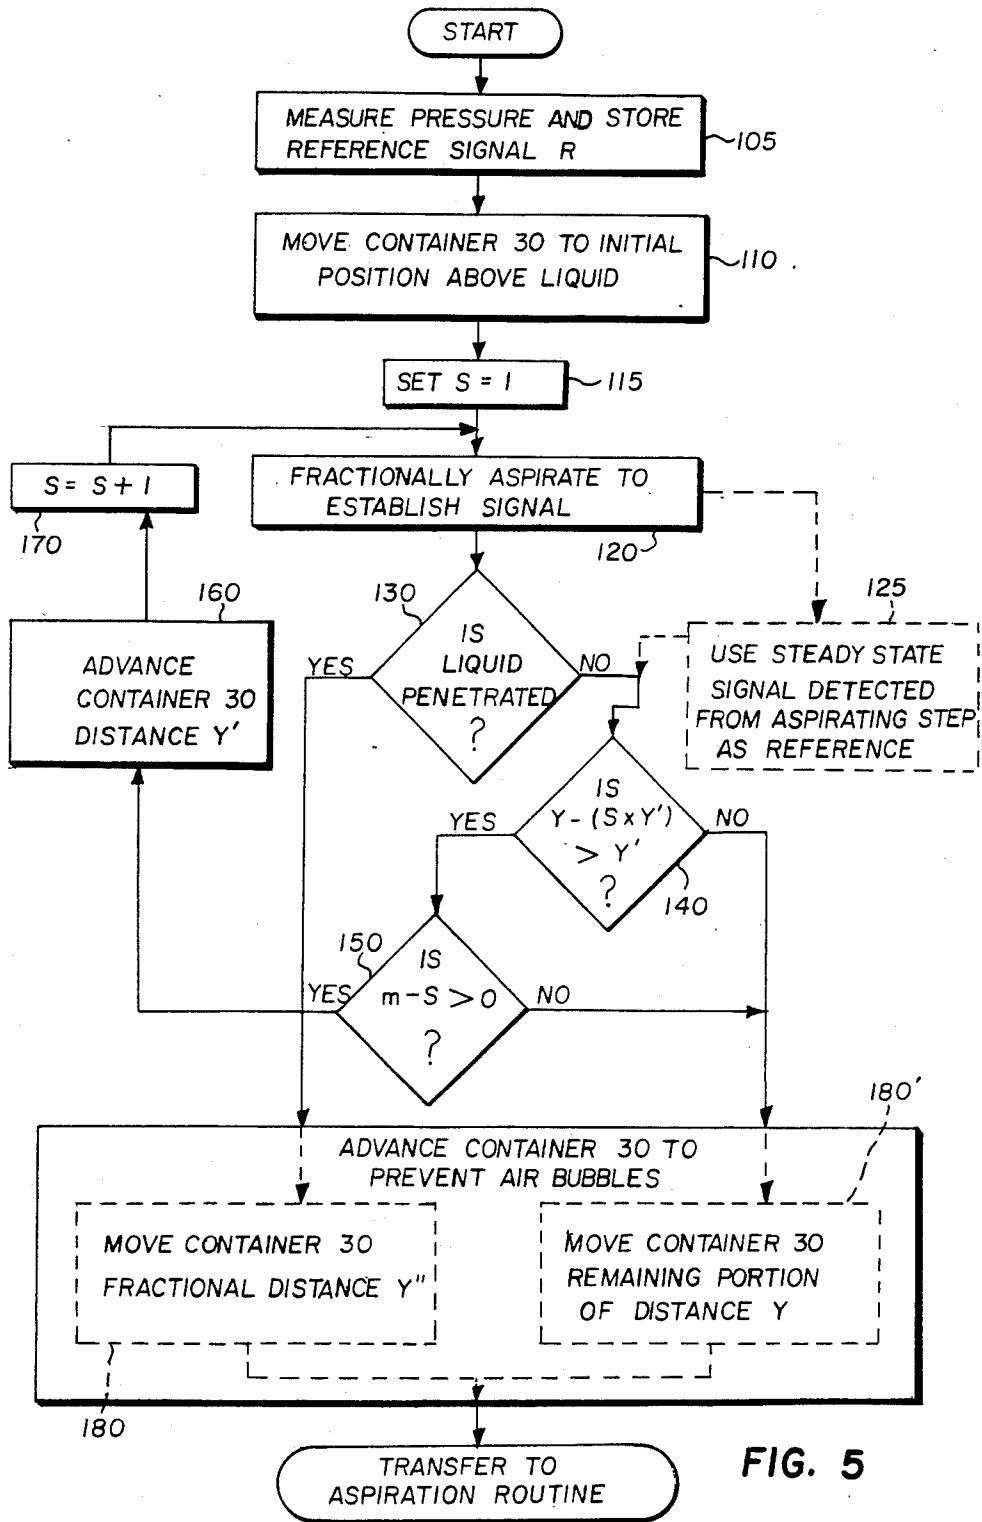 START
MEASURE PRESSURE AND STORE
REFERENCE SIGNAL R
105
MOVE CONTAINER 30 TO INITIAL
POSITION ABOVE LIQUID
110
SET S = 1
115
S = S + 1
170
FRACTIONALLY ASPIRATE TO
ESTABLISH SIGNAL
120
130
IS
LIQUID
PENETRATED
?
YES
NO
125
USE STEADY STATE
SIGNAL DETECTED
FROM ASPIRATING STEP
AS REFERENCE
160
ADVANCE
CONTAINER 30
DISTANCE Y'
IS
Y - (S x Y')
> Y'
?
YES
NO
140
150
IS
m - S > 0
?
YES
NO
180'
ADVANCE CONTAINER 30 TO
PREVENT AIR BUBBLES
MOVE CONTAINER 30
FRACTIONAL DISTANCE Y"
MOVE CONTAINER 30
REMAINING PORTION
OF DISTANCE Y
180
TRANSFER TO
ASPIRATION ROUTINE
FIG. 5